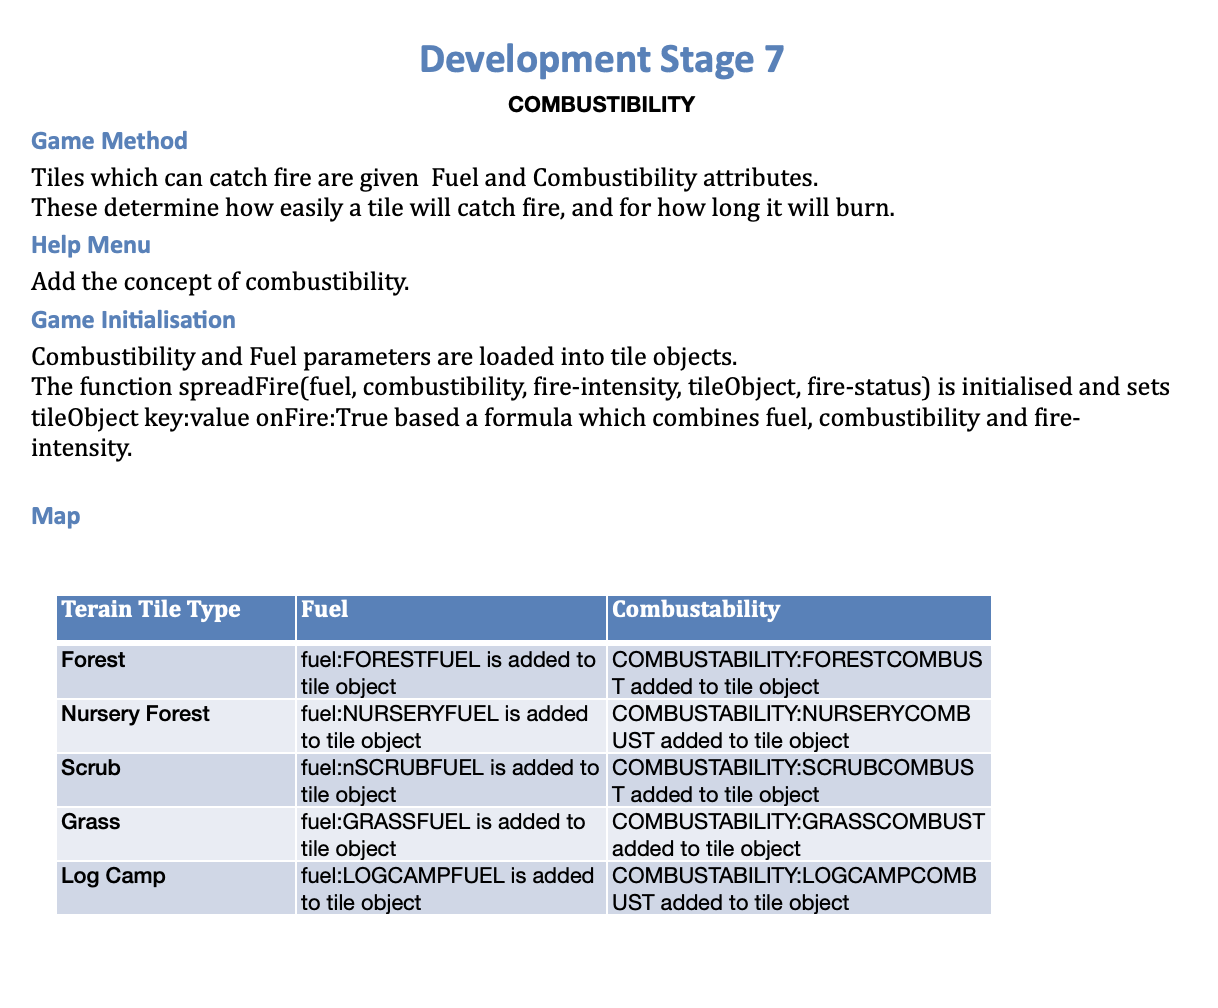 Development Stage 7
COMBUSTIBILITY
Game Method
Tiles which can catch fire are given  Fuel and Combustibility attributes.
These determine how easily a tile will catch fire, and for how long it will burn.
Help Menu
Add the concept of combustibility.
Game Initialisation
Combustibility and Fuel parameters are loaded into tile objects.
The function spreadFire(fuel, combustibility, fire-intensity, tileObject, fire-status) is initialised and sets
tileObject key:value onFire:True based a formula which combines fuel, combustibility and fire-
intensity.
Map
Terain Tile Type Fuel Combustability
Forest fuel:FORESTFUEL is added to COMBUSTABILITY:FORESTCOMBUS
tile object T added to tile object
Nursery Forest fuel:NURSERYFUEL is added COMBUSTABILITY:NURSERYCOMB
to tile object UST added to tile object
Scrub fuel:nSCRUBFUEL is added to COMBUSTABILITY:SCRUBCOMBUS
tile object T added to tile object
Grass fuel:GRASSFUEL is added to COMBUSTABILITY:GRASSCOMBUST
tile object added to tile object
Log Camp fuel:LOGCAMPFUEL is added COMBUSTABILITY:LOGCAMPCOMB
to tile object UST added to tile object